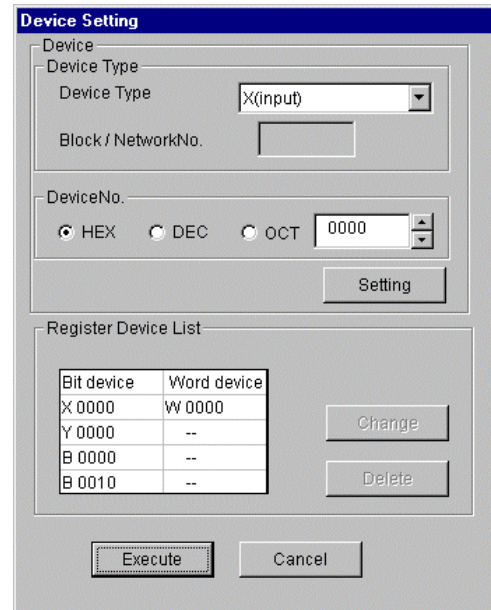 Device Setting
Device
Device Type
Device Type X(input)
Block / NetworkNo.
DeviceNo.
HEX DEC OCT 0000
Setting
Register Device List
Bit device Word device
X 0000 W 0000
Y 0000 --
B 0000 --
B 0010 --
Change
Delete
Execute Cancel